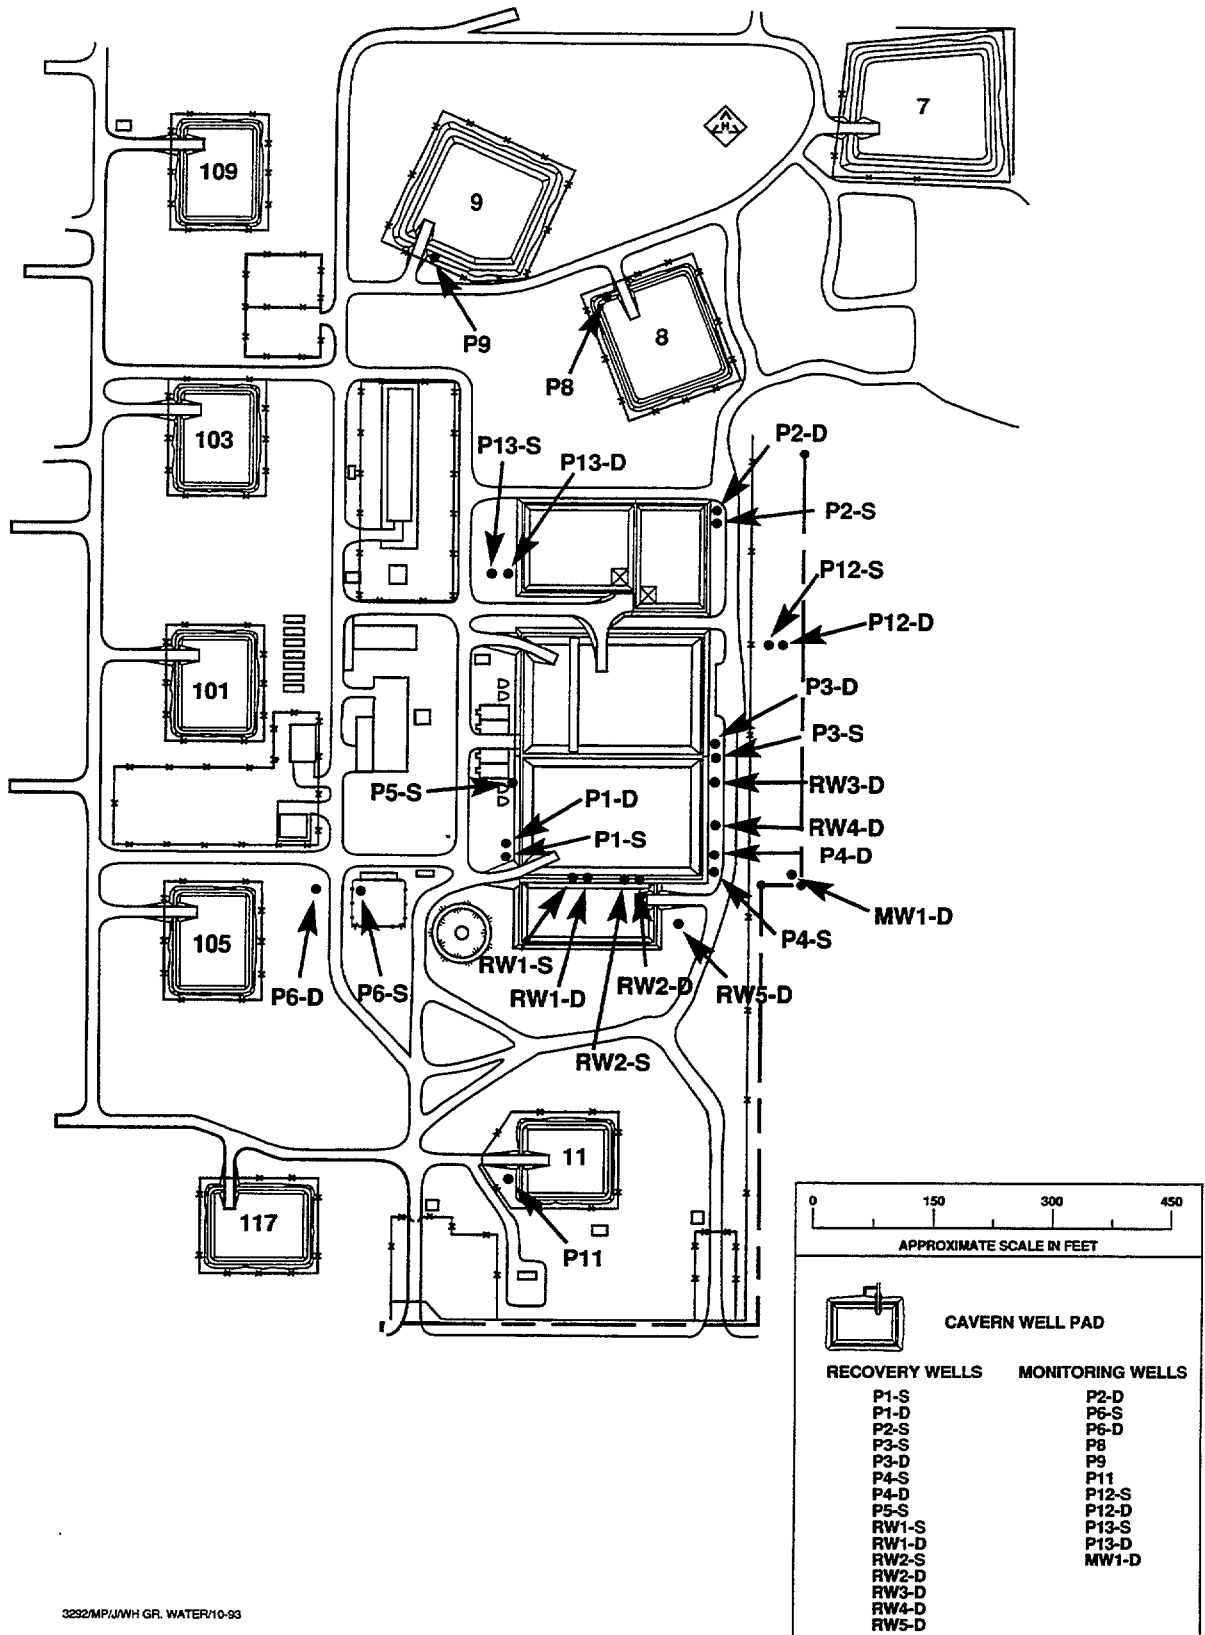 7
H
109
9
8
P9
P8
103
P2-D
P13-S
P13-D
P2-S
P12-S
P12-D
101
P3-D
P3-S
RW3-D
P5-S
P1-D
RW4-D
P1-S
P4-D
MW1-D
105
P4-S
RW1-S
RW2-D
RW5-D
P6-D
P6-S
RW1-D
RW2-S
11
117
P11
0 150 300 450
APPROXIMATE SCALE IN FEET
CAVERN WELL PAD
RECOVERY WELLS MONITORING WELLS
P1-S P2-D
P1-D P6-S
P2-S P6-D
P3-S P8
P3-D P9
P4-S P11
P4-D P12-S
P5-S P12-D
RW1-S P13-S
RW1-D P13-D
RW2-S MW1-D
RW2-D
RW3-D
RW4-D
RW5-D
3292/MP/J/WH GR. WATER/10-93